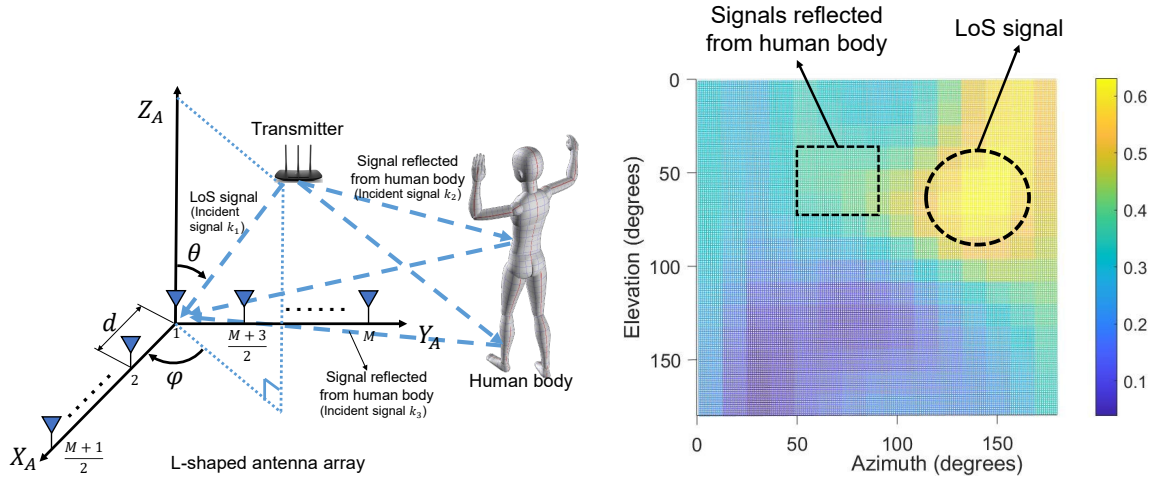 Z_A
Transmitter
LoS signal
(Incident
signal k_1)
Signal reflected
from human body
(Incident signal k_2)
θ
d
1
2
M + 3
2
M
Y_A
φ
X_A
M + 1
2
Signal reflected
from human body
(Incident signal k_3)
Human body
L-shaped antenna array
Signals reflected
from human body
LoS signal
0
50
100
150
Elevation (degrees)
0
50
100
150
Azimuth (degrees)
0.6
0.5
0.4
0.3
0.2
0.1